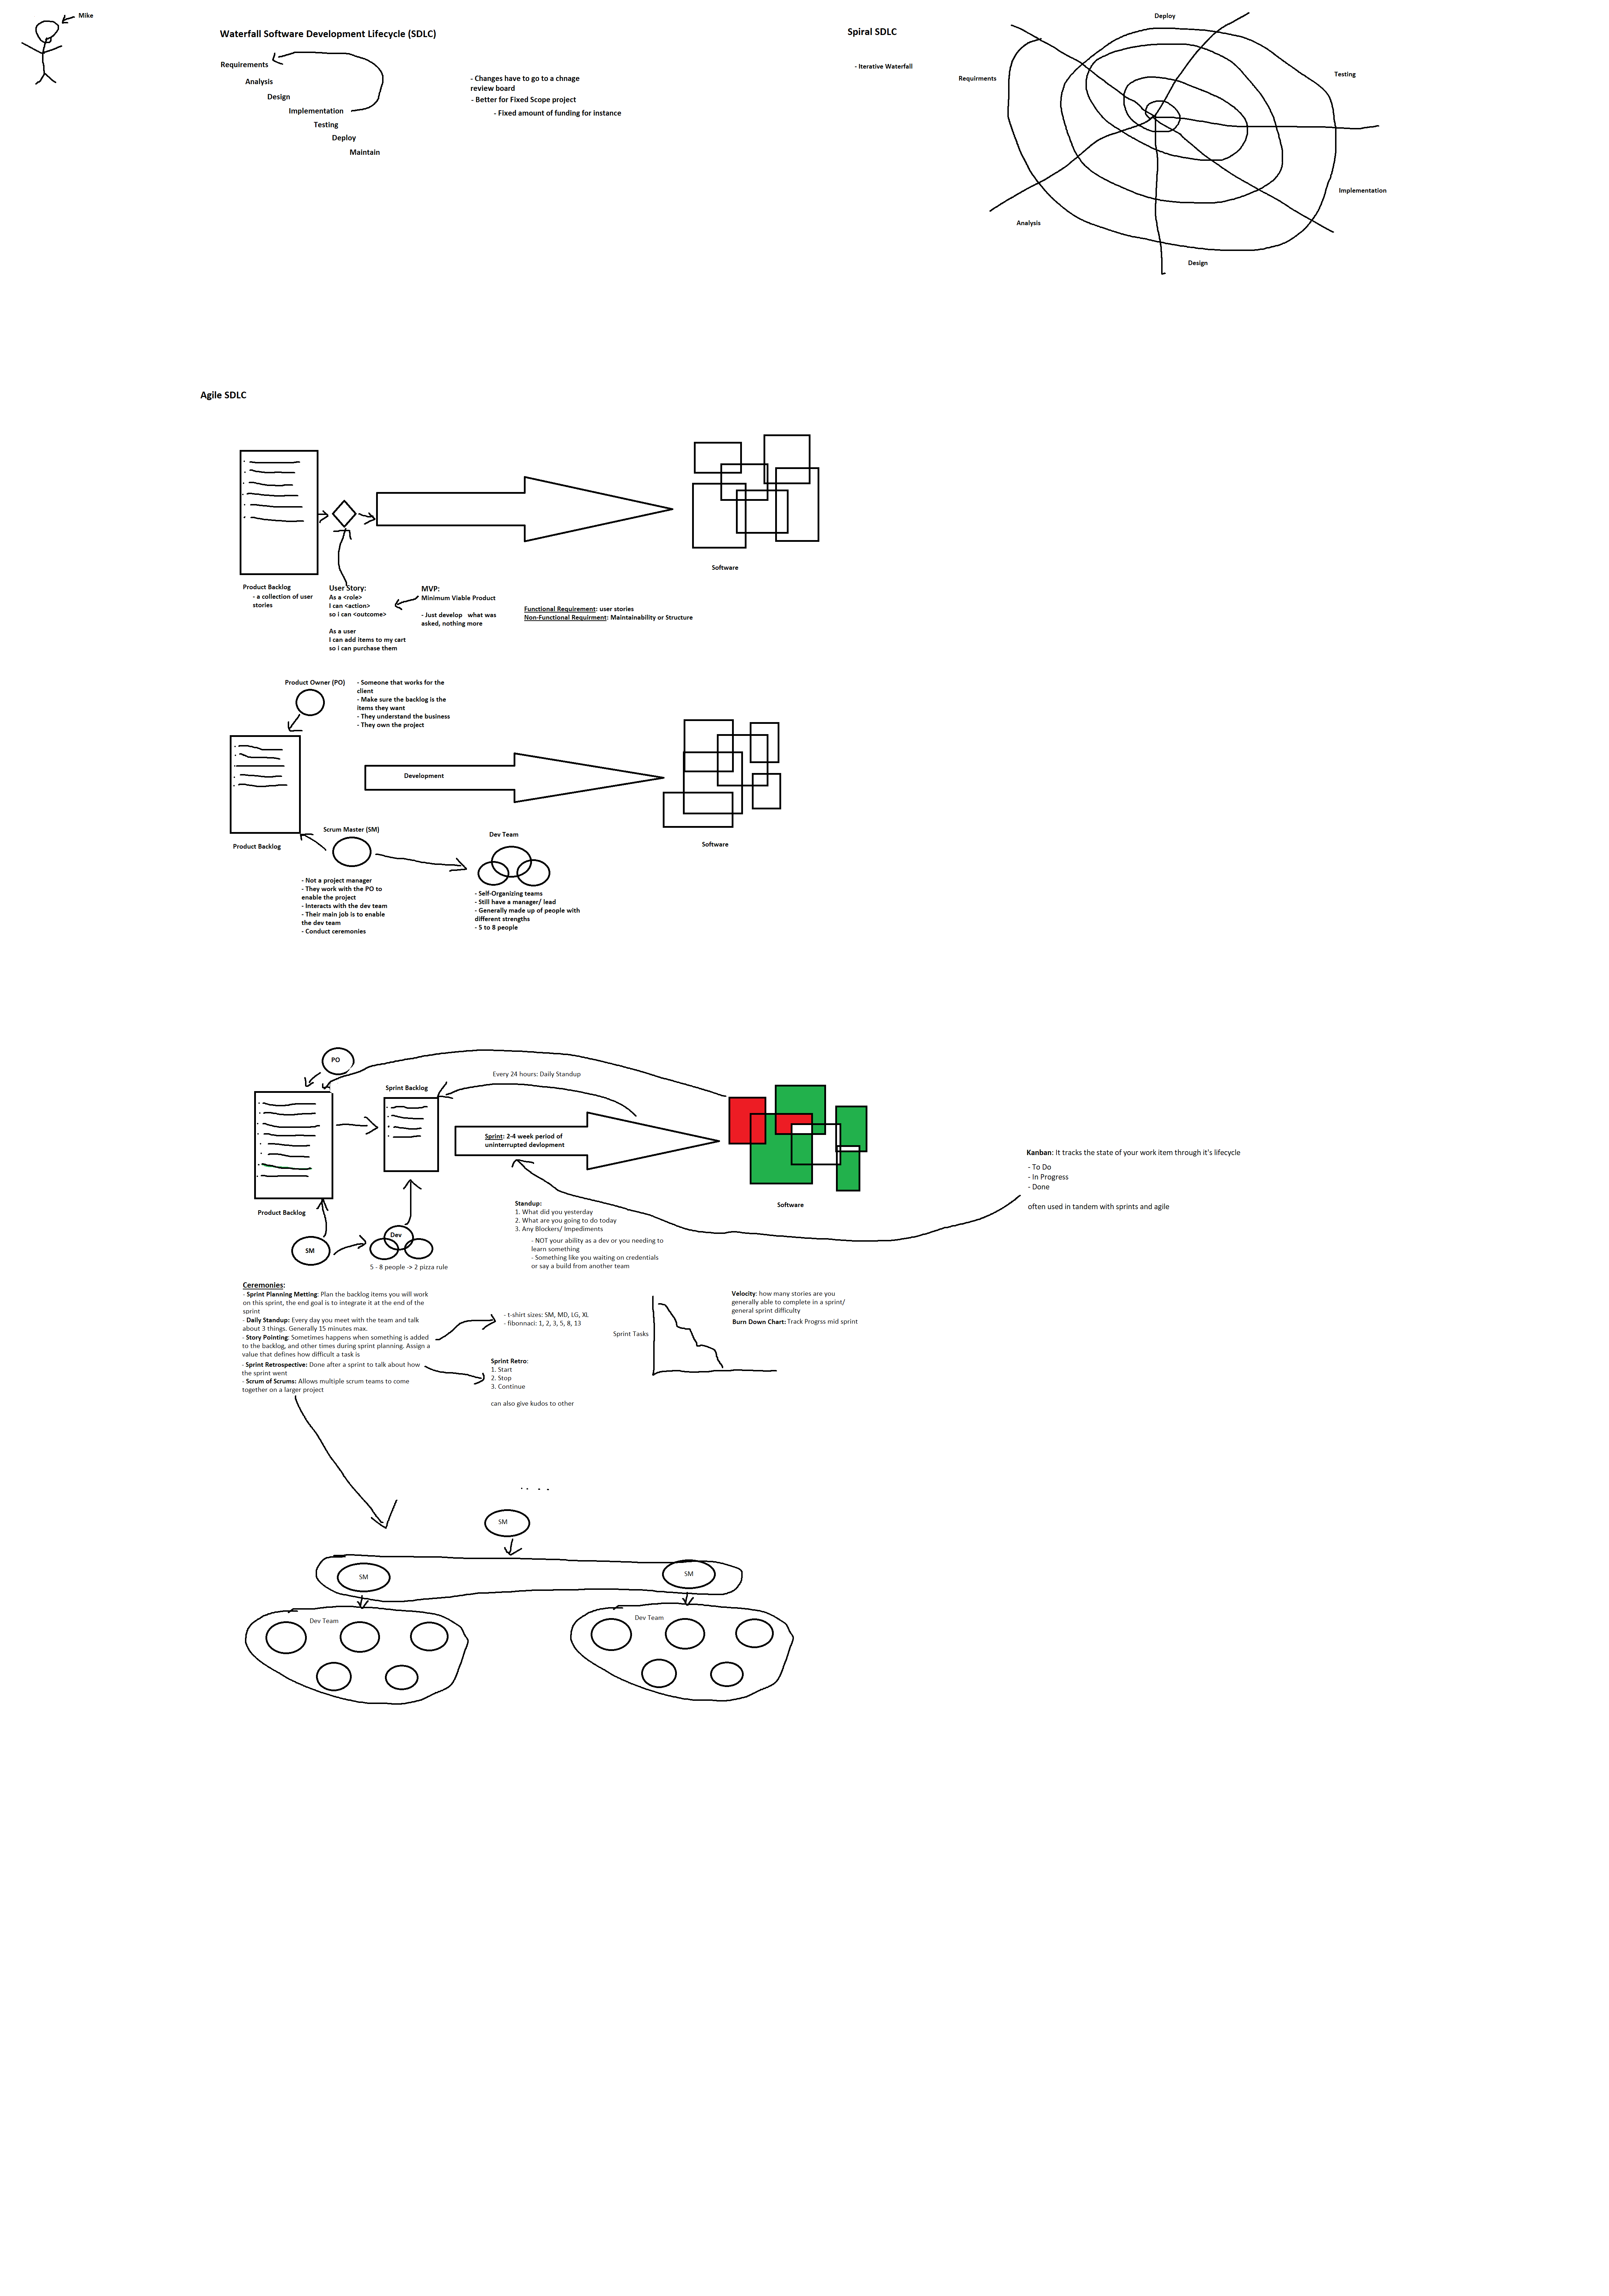 Mike
Waterfall Software Development Lifecycle (SDLC)
Requirements
Analysis
Design
Implementation
Testing
Deploy
Maintain
- Changes have to go to a chnage
review board
- Better for Fixed Scope project
- Fixed amount of funding for instance
Spiral SDLC
- Iterative Waterfall
Deploy
Testing
Requirments
Implementation
Analysis
Design
Agile SDLC
Product Backlog
- a collection of user
stories
User Story:
As a <role>
I can <action>
so i can <outcome>
As a user
I can add items to my cart
so i can purchase them
MVP:
Minimum Viable Product
- Just develop what was
asked, nothing more
Functional Requirement: user stories
Non-Functional Requirment: Maintainability or Structure
Software
Product Owner (PO)
- Someone that works for the
client
- Make sure the backlog is the
items they want
- They understand the business
- They own the project
Development
Product Backlog
Scrum Master (SM)
- Not a project manager
- They work with the PO to
enable the project
- Interacts with the dev team
- Their main job is to enable
the dev team
- Conduct ceremonies
Dev Team
- Self-Organizing teams
- Still have a manager/ lead
- Generally made up of people with
different strengths
- 5 to 8 people
Software
PO
Sprint Backlog
Every 24 hours: Daily Standup
Sprint: 2-4 week period of
uninterrupted devlopment
Product Backlog
SM
Dev
5 - 8 people -> 2 pizza rule
Standup:
1. What did you yesterday
2. What are you going to do today
3. Any Blockers/ Impediments
- NOT your ability as a dev or you needing to
learn something
- Something like you waiting on credentials
or say a build from another team
Software
Kanban: It tracks the state of your work item through it's lifecycle
- To Do
- In Progress
- Done
often used in tandem with sprints and agile
Ceremonies:
- Sprint Planning Metting: Plan the backlog items you will work
on this sprint, the end goal is to integrate it at the end of the
sprint
- Daily Standup: Every day you meet with the team and talk
about 3 things. Generally 15 minutes max.
- Story Pointing: Sometimes happens when something is added
to the backlog, and other times during sprint planning. Assign a
value that defines how difficult a task is
- Sprint Retrospective: Done after a sprint to talk about how
the sprint went
- Scrum of Scrums: Allows multiple scrum teams to come
together on a larger project
- t-shirt sizes: SM, MD, LG, XL
- fibonnaci: 1, 2, 3, 5, 8, 13
Sprint Retro:
1. Start
2. Stop
3. Continue
can also give kudos to other
Sprint Tasks
Velocity: how many stories are you
generally able to complete in a sprint/
general sprint difficulty
Burn Down Chart: Track Progrss mid sprint
SM
SM
SM
Dev Team
Dev Team